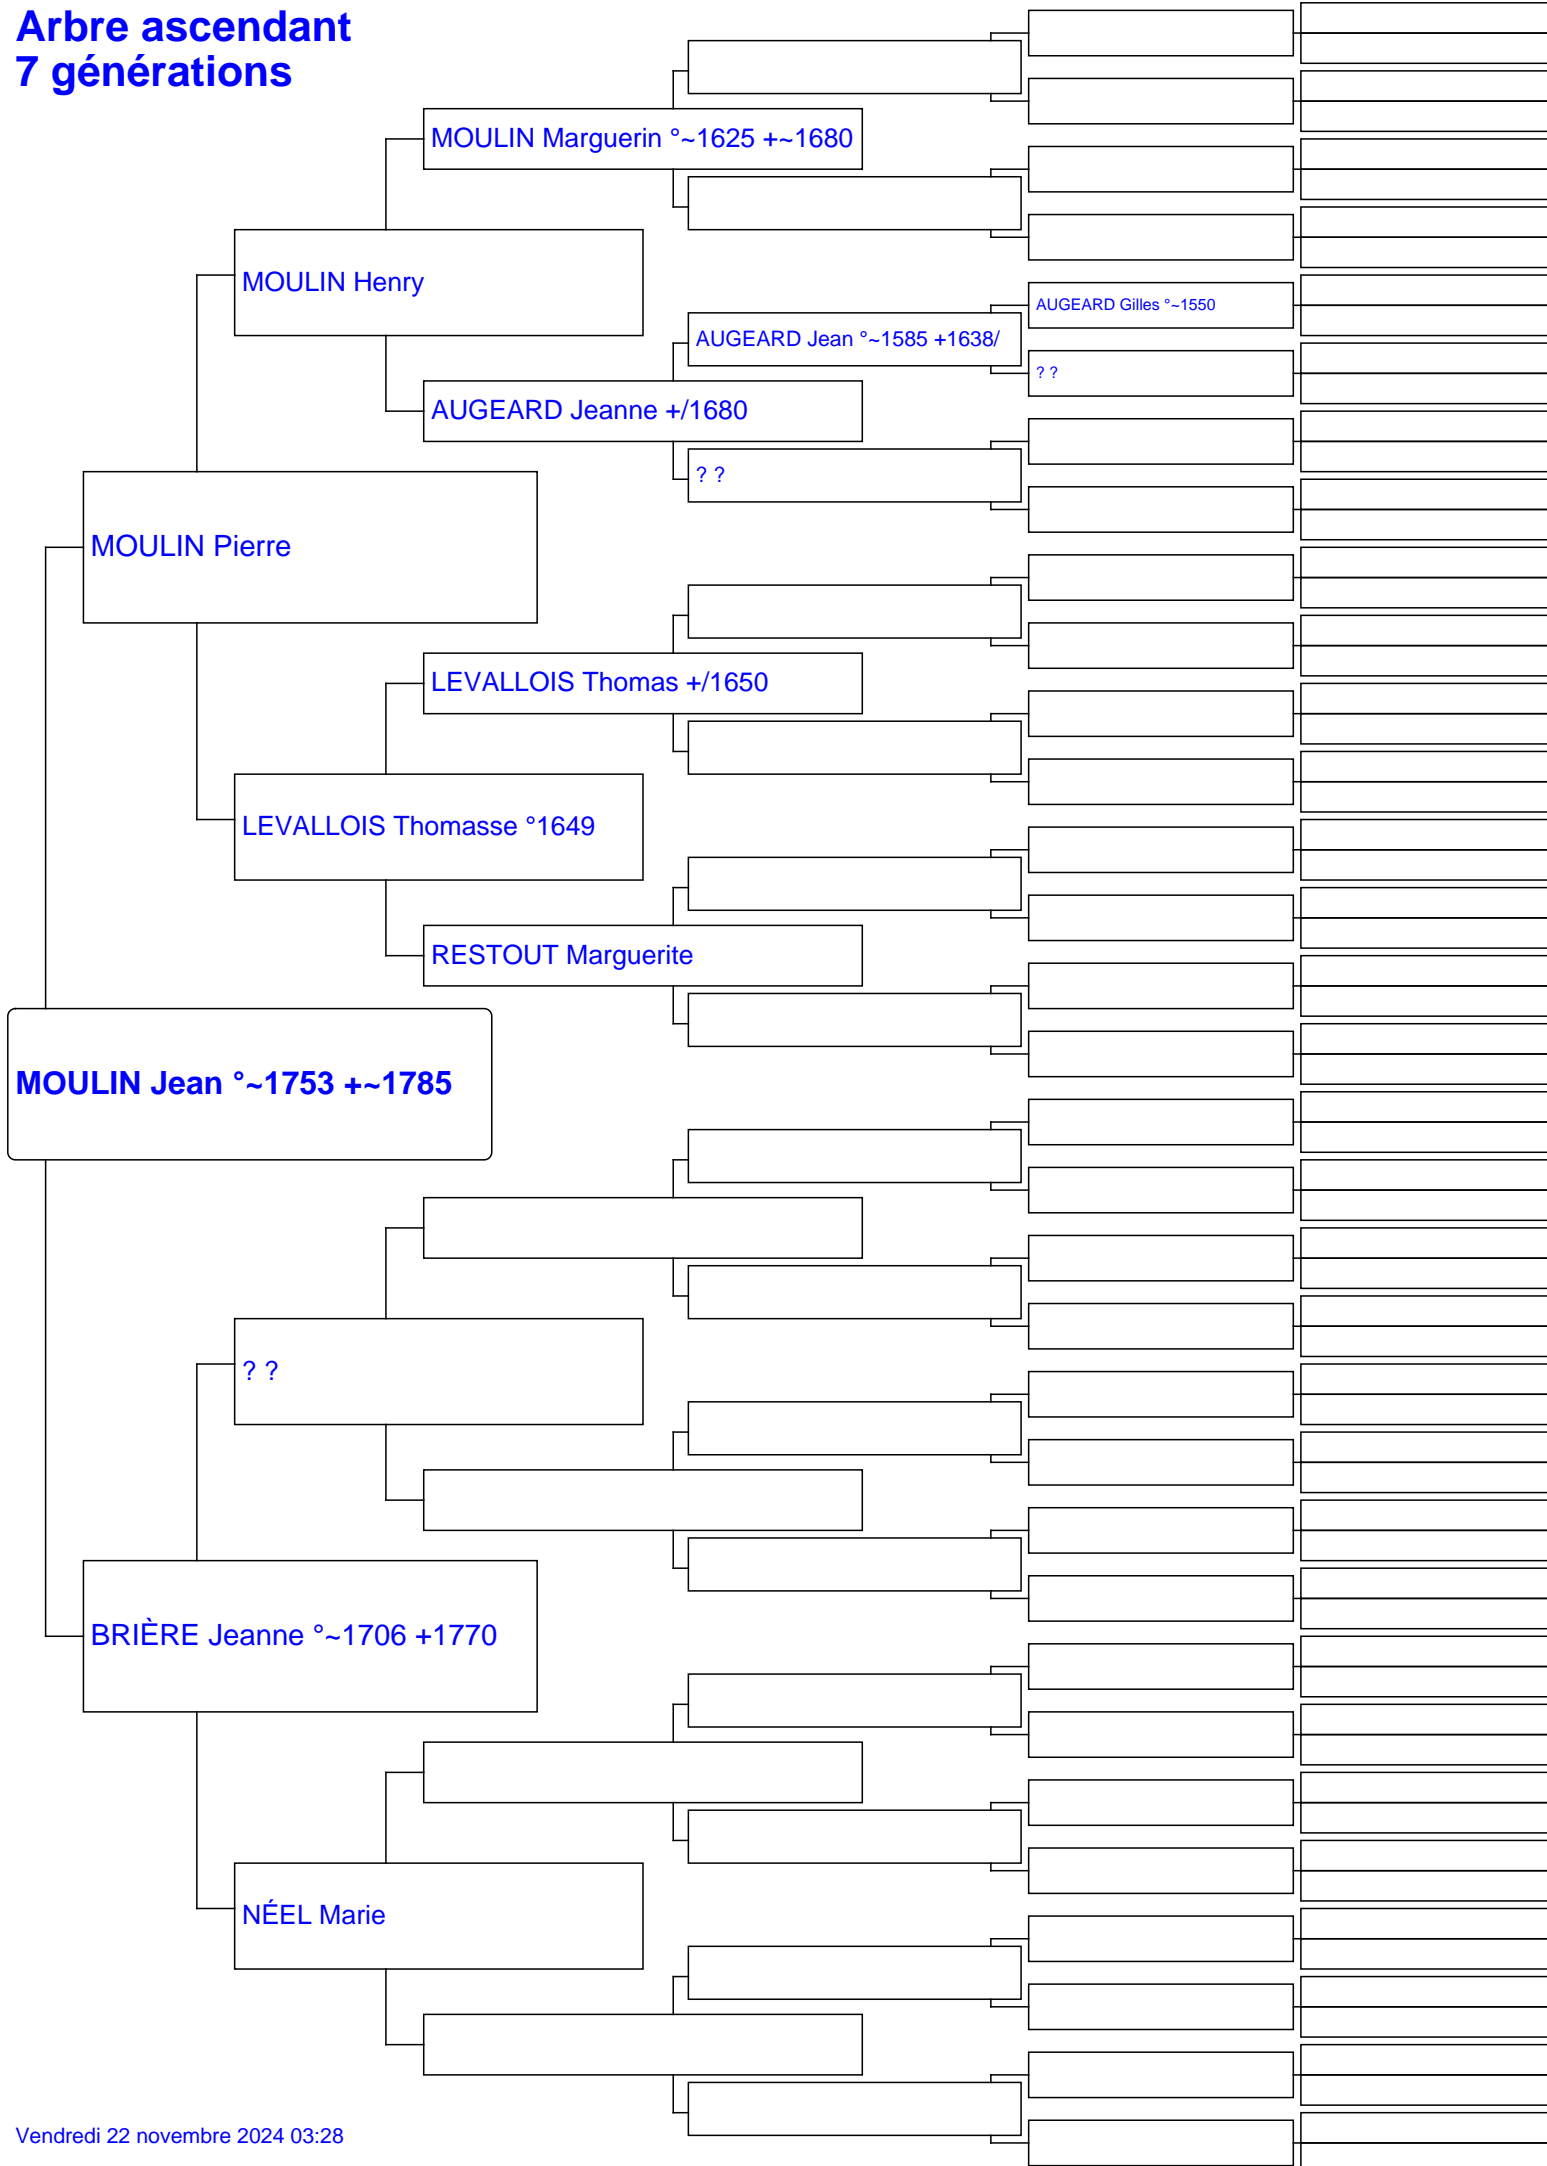 Arbre ascendant
7 générations
MOULIN Marguerin °~1625 +~1680
MOULIN Henry
AUGEARD Gilles °~1550
AUGEARD Jean °~1585 +1638/
? ?
AUGEARD Jeanne +/1680
? ?
MOULIN Pierre
LEVALLOIS Thomas +/1650
LEVALLOIS Thomasse °1649
RESTOUT Marguerite
MOULIN Jean °~1753 +~1785
? ?
BRIÈRE Jeanne °~1706 +1770
NÉEL Marie
Vendredi 22 novembre 2024 03:28